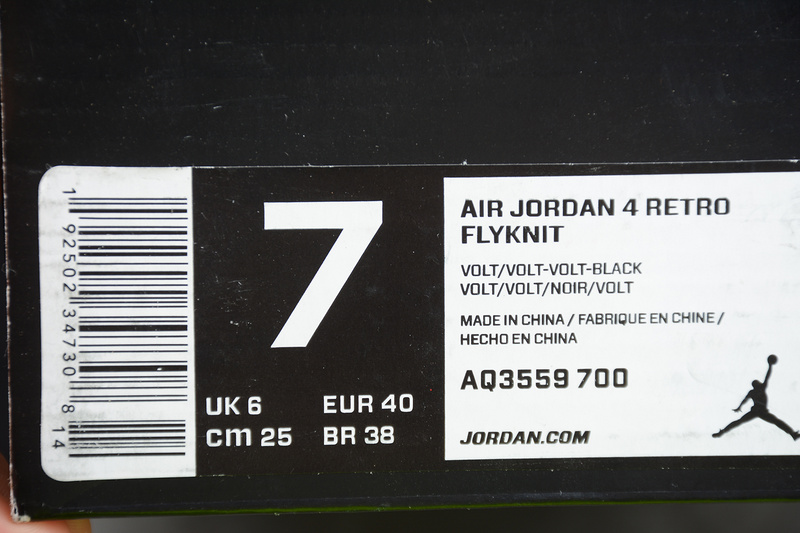 1 92502 34730 8 14
7
UK 6 EUR 40
cm 25 BR 38
AIR JORDAN 4 RETRO
FLYKNIT
VOLT/VOLT-VOLT-BLACK
VOLT/VOLT/NOIR/VOLT
MADE IN CHINA / FABRIQUE EN CHINE /
HECHO EN CHINA
AQ3559 700
JORDAN.COM